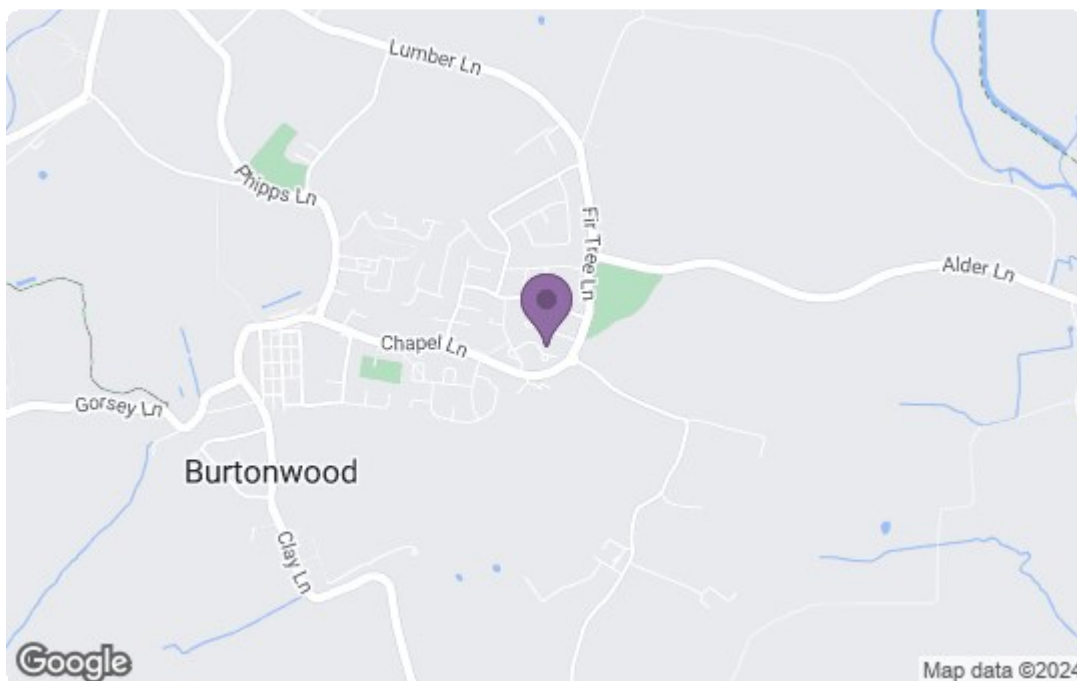 Lumber Ln
Phipps Ln
Fir Tree Ln
Alder Ln
Chapel Ln
Gorsey Ln
Burtonwood
Clay Ln
Google
Map data ©2024